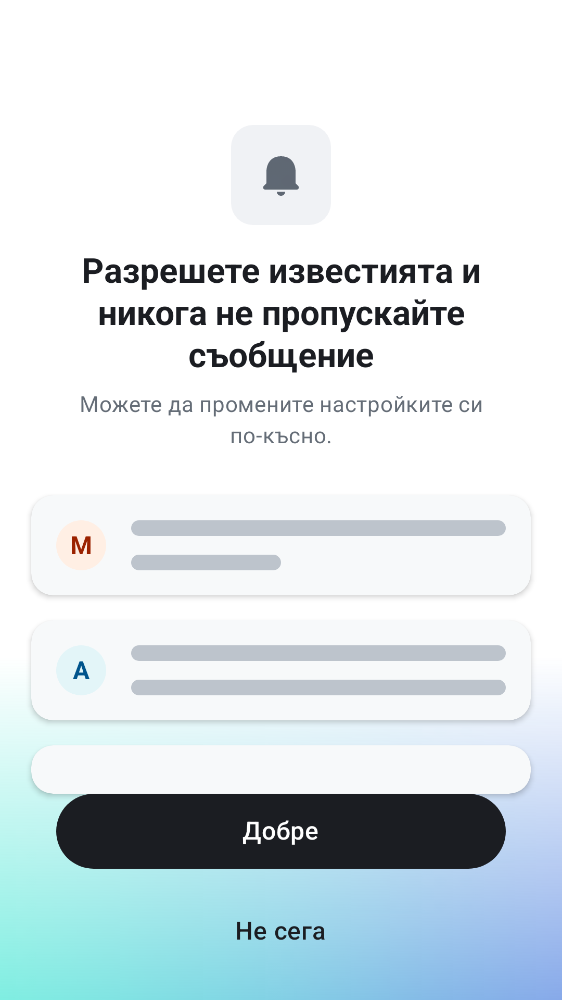 Разрешете известията и
никога не пропускайте
съобщение
Можете да промените настройките си
по-късно.
M
A
Добре
Не сега